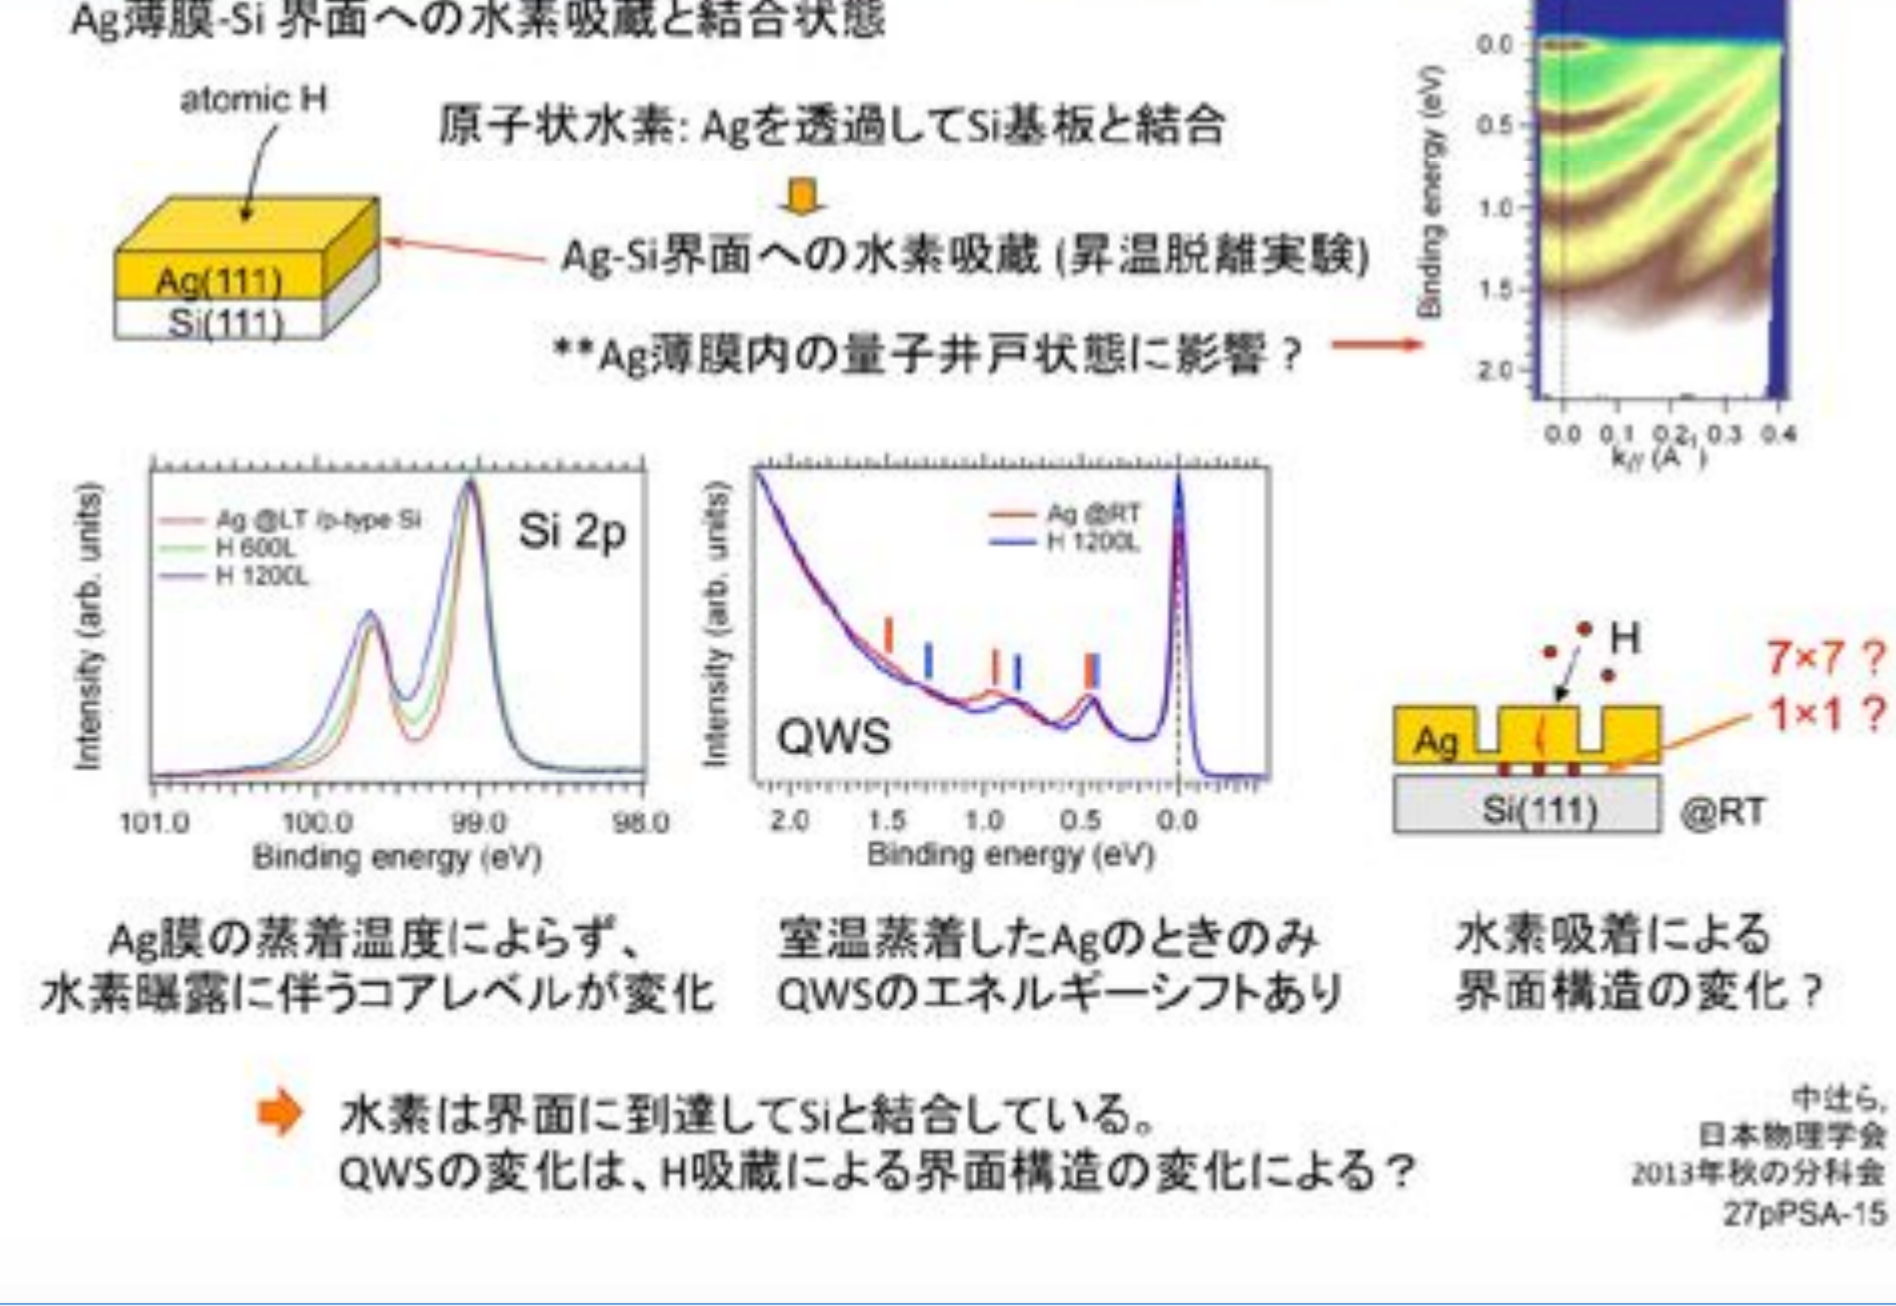 Ag薄膜-Si 界面への水素吸蔵と結合状態
atomic H
原子状水素: Agを透過してSi基板と結合
Ag-Si界面への水素吸蔵 (昇温脱離実験)
**Ag薄膜内の量子井戸状態に影響？
Ag(111)
Si(111)
Binding energy (eV)
0.0
0.5
1.0
1.5
2.0
0.0 0.1 0.2 0.3 0.4
k// (Å-1)
Intensity (arb. units)
Ag @LT /p-type Si
H 600L
H 1200L
Si 2p
101.0 100.0 99.0 98.0
Binding energy (eV)
Intensity (arb. units)
Ag @RT
H 1200L
QWS
2.0 1.5 1.0 0.5 0.0
Binding energy (eV)
H
7×7 ?
1×1 ?
Ag
Si(111)
@RT
Ag膜の蒸着温度によらず、
水素曝露に伴うコアレベルが変化
室温蒸着したAgのときのみ
QWSのエネルギーシフトあり
水素吸着による
界面構造の変化？
水素は界面に到達してSiと結合している。
QWSの変化は、H吸蔵による界面構造の変化による？
中辻ら,
日本物理学会
2013年秋の分科会
27pPSA-15